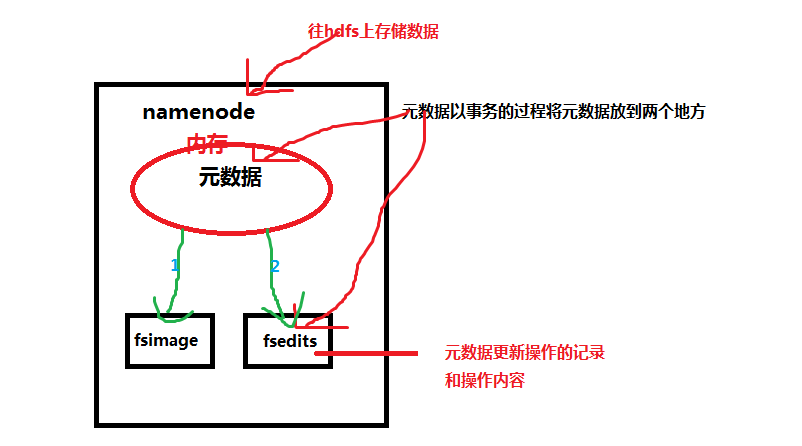 往hdfs上存储数据
namenode
元数据以事务的过程将元数据放到两个地方
内存
元数据
1
2
fsimage
fsedits
元数据更新操作的记录
和操作内容